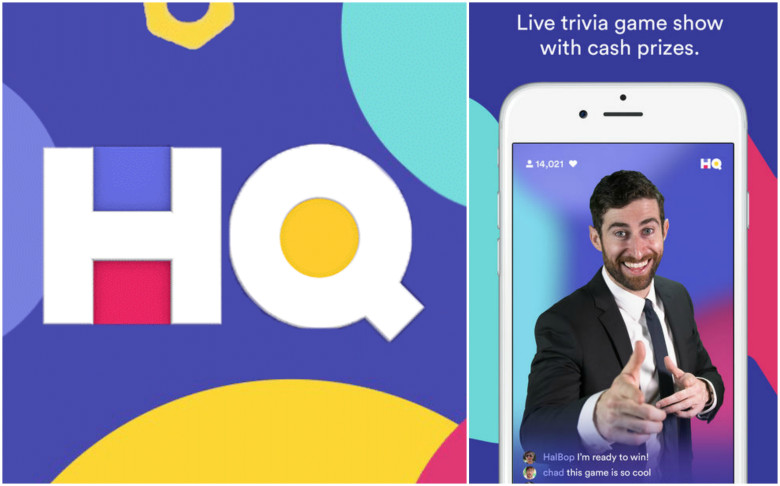 HQ
Live trivia game show
with cash prizes.
14,021
HQ
HalBop I'm ready to win!
chad this game is so cool